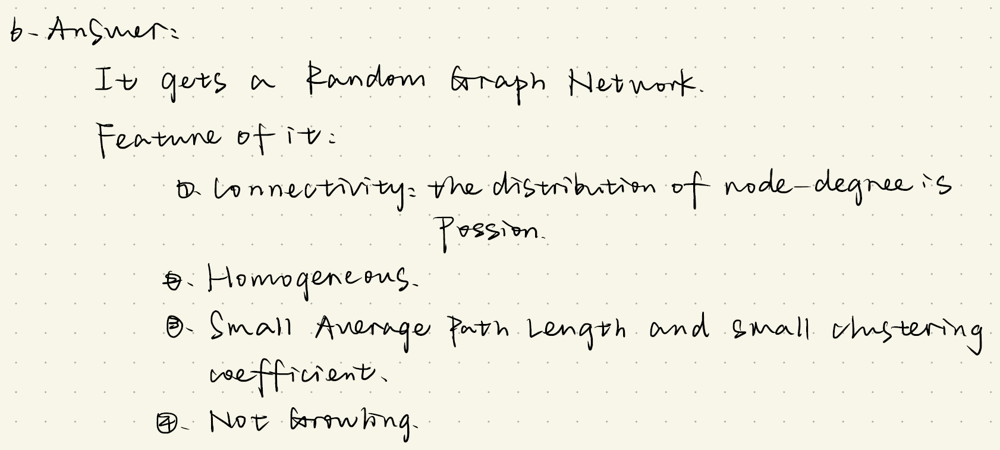 b. Answer:
It gets a Random Graph Network.
Feature of it:
①. Connectivity: the distribution of node-degree is
Possion.
②. Homogeneous.
③. Small Average Path Length and small clustering
coefficient.
④. Not Growing.